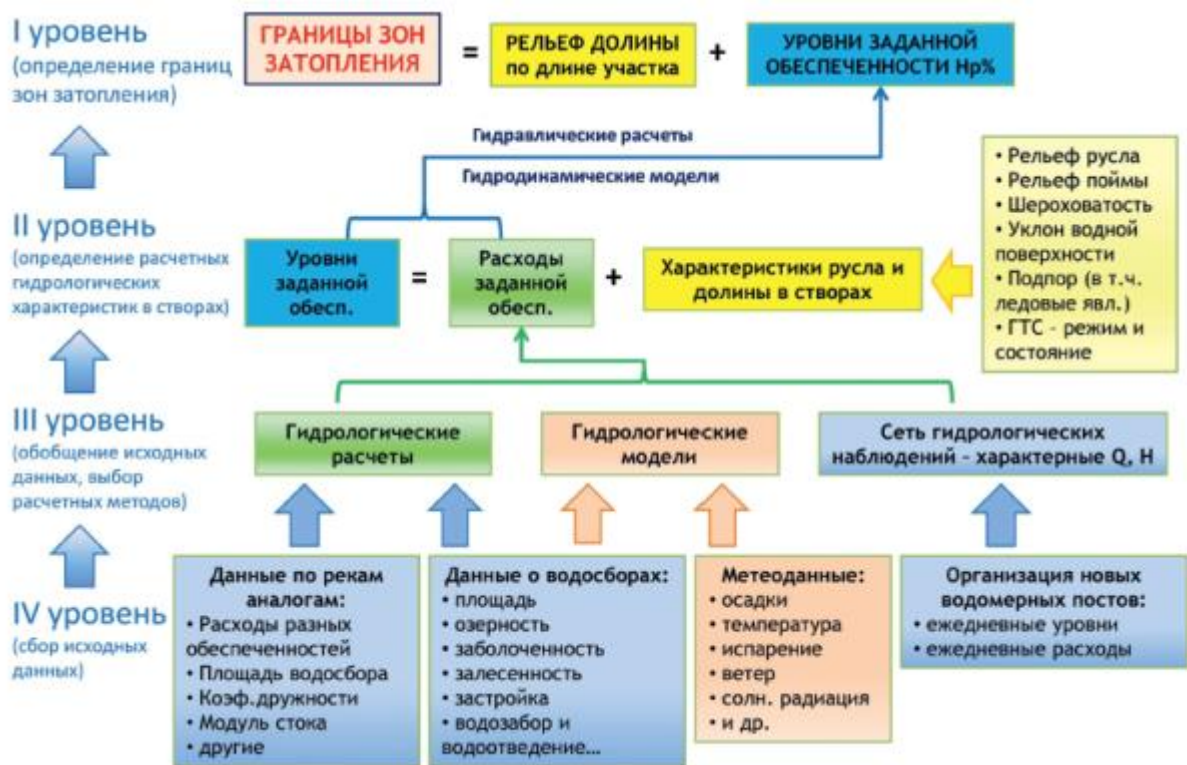 I уровень
(определение границ
зон затопления)
ГРАНИЦЫ ЗОН
ЗАТОПЛЕНИЯ
=
РЕЛЬЕФ ДОЛИНЫ
по длине участка
+
УРОВНИ ЗАДАННОЙ
ОБЕСПЕЧЕННОСТИ Hp%
Гидравлические расчеты
Гидродинамические модели
II уровень
(определение расчетных
гидрологических
характеристик в створах)
Уровни
заданной
обесп.
=
Расходы
заданной
обесп.
+
Характеристики русла и
долины в створах
• Рельеф русла
• Рельеф поймы
• Шероховатость
• Уклон водной
поверхности
• Подпор (в т.ч.
ледовые явл.)
• ГТС - режим и
состояние
III уровень
(обобщение исходных
данных, выбор
расчетных методов)
Гидрологические
расчеты
Гидрологические
модели
Сеть гидрологических
наблюдений - характерные Q, H
IV уровень
(сбор исходных
данных)
Данные по рекам
аналогам:
• Расходы разных
обеспеченностей
• Площадь водосбора
• Коэф.дружности
• Модуль стока
• другие
Данные о водосборах:
• площадь
• озерность
• заболоченность
• залесенность
• застройка
• водозабор и
водоотведение...
Метеоданные:
• осадки
• температура
• испарение
• ветер
• солн. радиация
• и др.
Организация новых
водомерных постов:
• ежедневные уровни
• ежедневные расходы